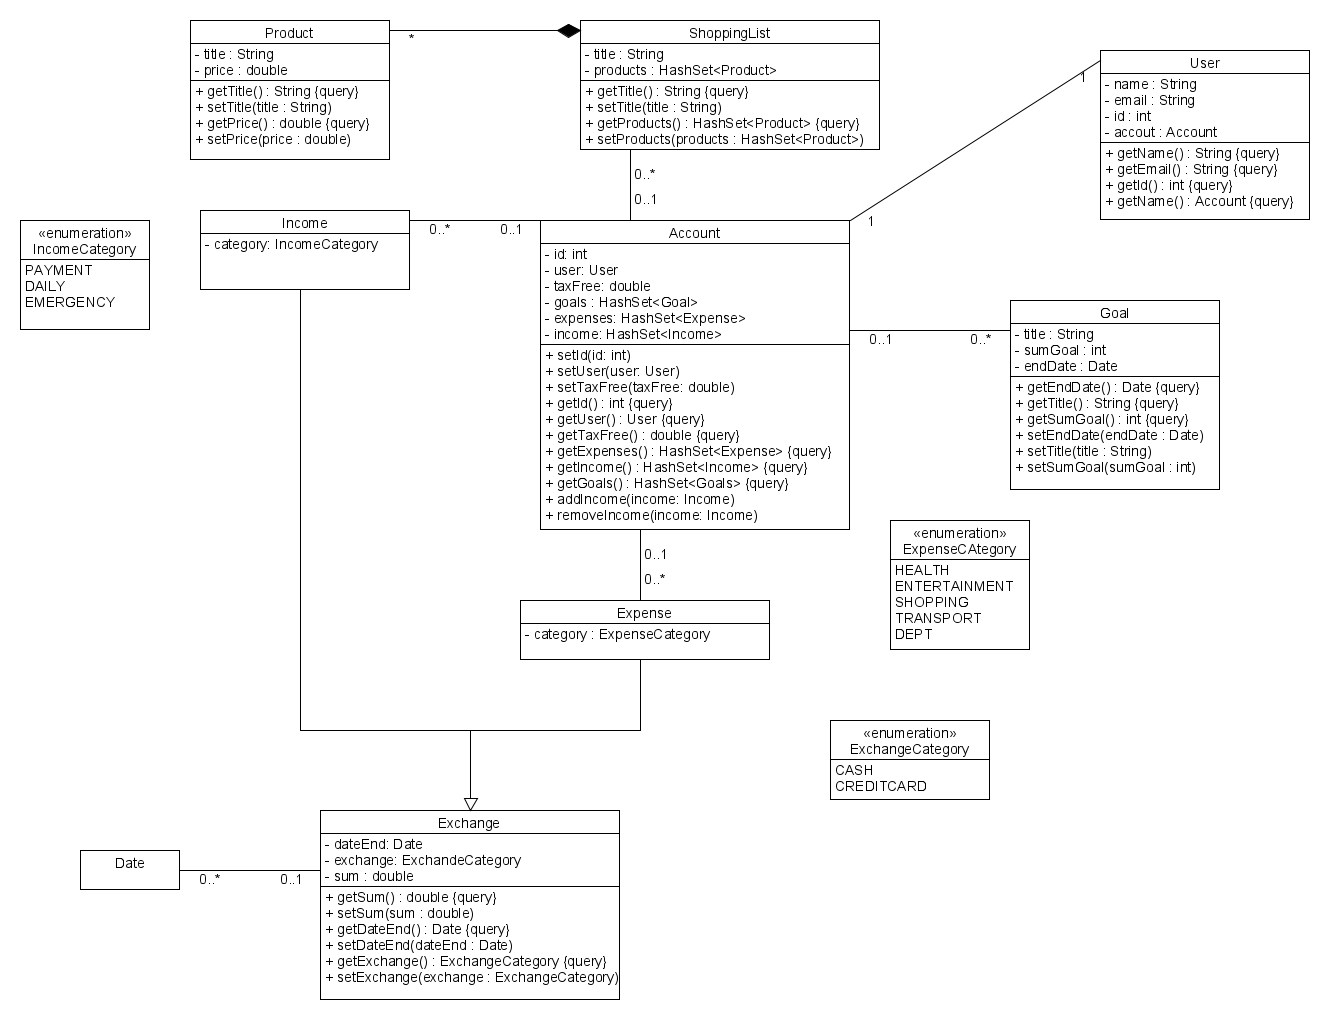 Product
- title : String
- price : double
+ getTitle() : String {query}
+ setTitle(title : String)
+ getPrice() : double {query}
+ setPrice(price : double)
*
ShoppingList
- title : String
- products : HashSet<Product>
+ getTitle() : String {query}
+ setTitle(title : String)
+ getProducts() : HashSet<Product> {query}
+ setProducts(products : HashSet<Product>)
0..*
0..1
User
- name : String
- email : String
- id : int
- accout : Account
+ getName() : String {query}
+ getEmail() : String {query}
+ getId() : int {query}
+ getName() : Account {query}
1
1
«enumeration»
IncomeCategory
PAYMENT
DAILY
EMERGENCY
Income
- category: IncomeCategory
0..*
0..1
Account
- id: int
- user: User
- taxFree: double
- goals : HashSet<Goal>
- expenses: HashSet<Expense>
- income: HashSet<Income>
+ setId(id: int)
+ setUser(user: User)
+ setTaxFree(taxFree: double)
+ getId() : int {query}
+ getUser() : User {query}
+ getTaxFree() : double {query}
+ getExpenses() : HashSet<Expense> {query}
+ getIncome() : HashSet<Income> {query}
+ getGoals() : HashSet<Goals> {query}
+ addIncome(income: Income)
+ removeIncome(income: Income)
0..1
0..*
Goal
- title : String
- sumGoal : int
- endDate : Date
+ getEndDate() : Date {query}
+ getTitle() : String {query}
+ getSumGoal() : int {query}
+ setEndDate(endDate : Date)
+ setTitle(title : String)
+ setSumGoal(sumGoal : int)
0..1
0..*
Expense
- category : ExpenseCategory
«enumeration»
ExpenseCAtegory
HEALTH
ENTERTAINMENT
SHOPPING
TRANSPORT
DEPT
«enumeration»
ExchangeCategory
CASH
CREDITCARD
Date
0..*
0..1
Exchange
- dateEnd: Date
- exchange: ExchandeCategory
- sum : double
+ getSum() : double {query}
+ setSum(sum : double)
+ getDateEnd() : Date {query}
+ setDateEnd(dateEnd : Date)
+ getExchange() : ExchangeCategory {query}
+ setExchange(exchange : ExchangeCategory)